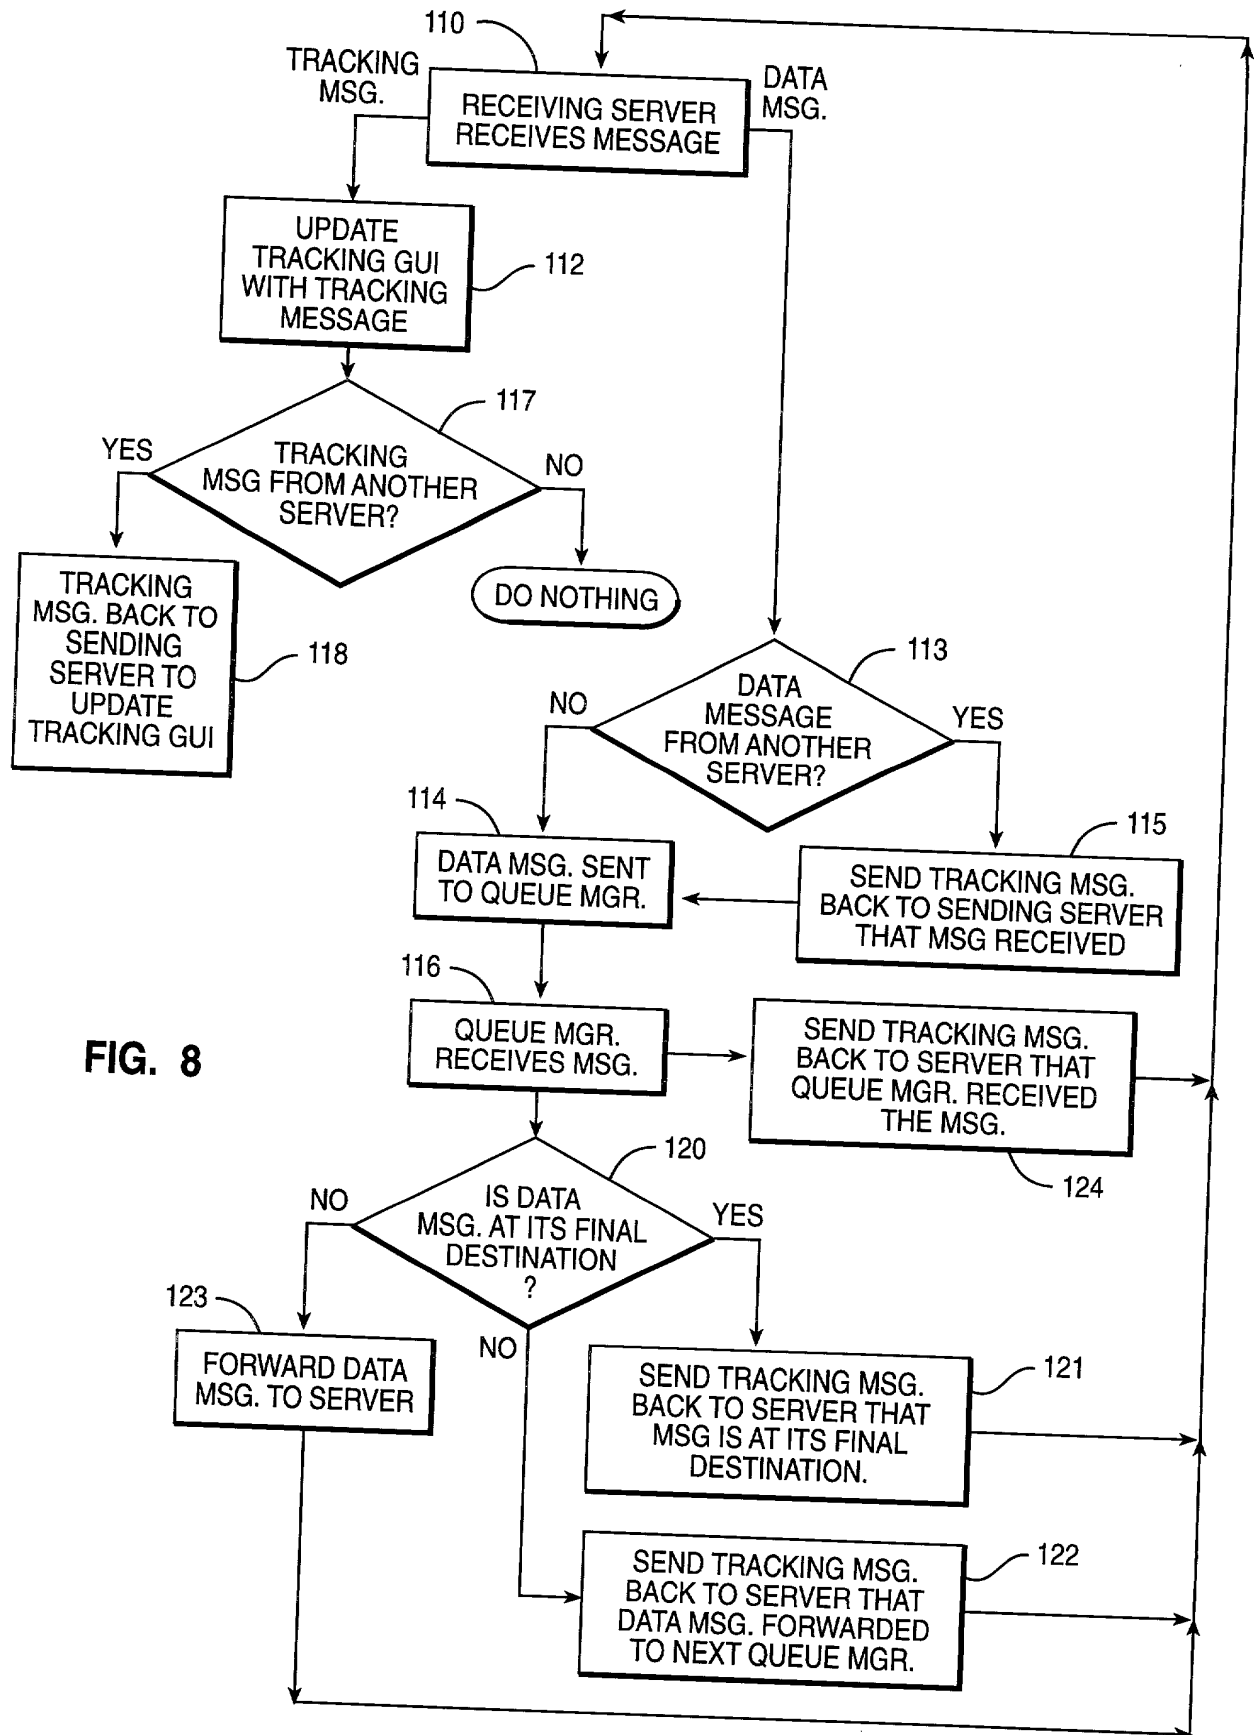 110
TRACKING
MSG.
DATA
MSG.
RECEIVING SERVER
RECEIVES MESSAGE
UPDATE
TRACKING GUI
WITH TRACKING
MESSAGE
112
117
YES
TRACKING
MSG FROM ANOTHER
SERVER?
NO
DO NOTHING
TRACKING
MSG. BACK TO
SENDING
SERVER TO
UPDATE
TRACKING GUI
118
113
NO
DATA
MESSAGE
FROM ANOTHER
SERVER?
YES
114
DATA MSG. SENT
TO QUEUE MGR.
115
SEND TRACKING MSG.
BACK TO SENDING SERVER
THAT MSG RECEIVED
116
QUEUE MGR.
RECEIVES MSG.
SEND TRACKING MSG.
BACK TO SERVER THAT
QUEUE MGR. RECEIVED
THE MSG.
124
FIG. 8
120
NO
IS DATA
MSG. AT ITS FINAL
DESTINATION
?
YES
123
FORWARD DATA
MSG. TO SERVER
NO
SEND TRACKING MSG.
BACK TO SERVER THAT
MSG IS AT ITS FINAL
DESTINATION.
121
SEND TRACKING MSG.
BACK TO SERVER THAT
DATA MSG. FORWARDED
TO NEXT QUEUE MGR.
122